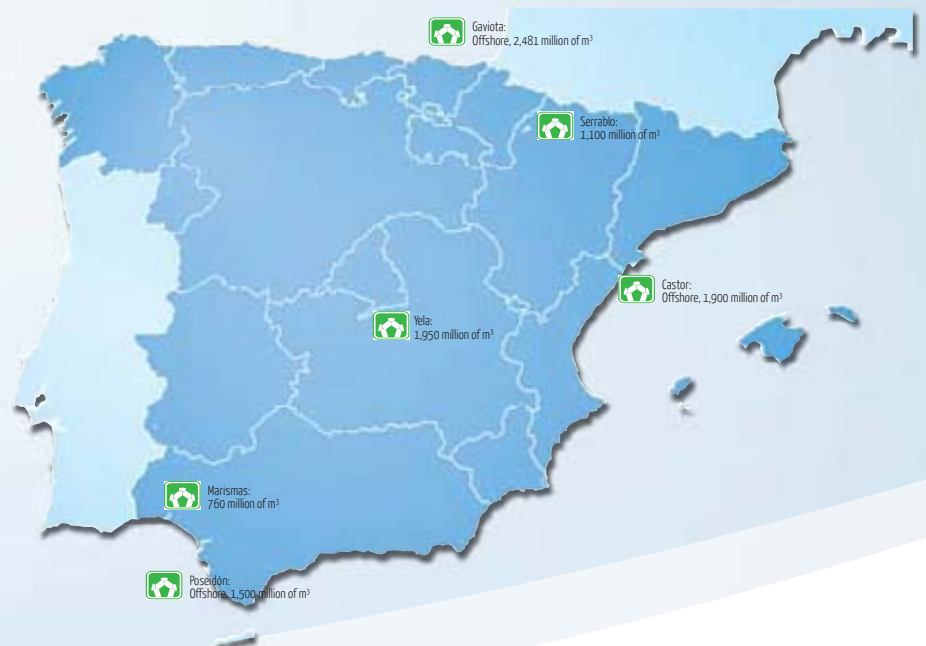 Gaviota:
Offshore, 2,481 million of m³
Serrablo:
1,100 million of m³
Castor:
Offshore, 1,900 million of m³
Yela:
1,950 million of m³
Marismas:
760 million of m³
Poseidón:
Offshore, 1,500 million of m³